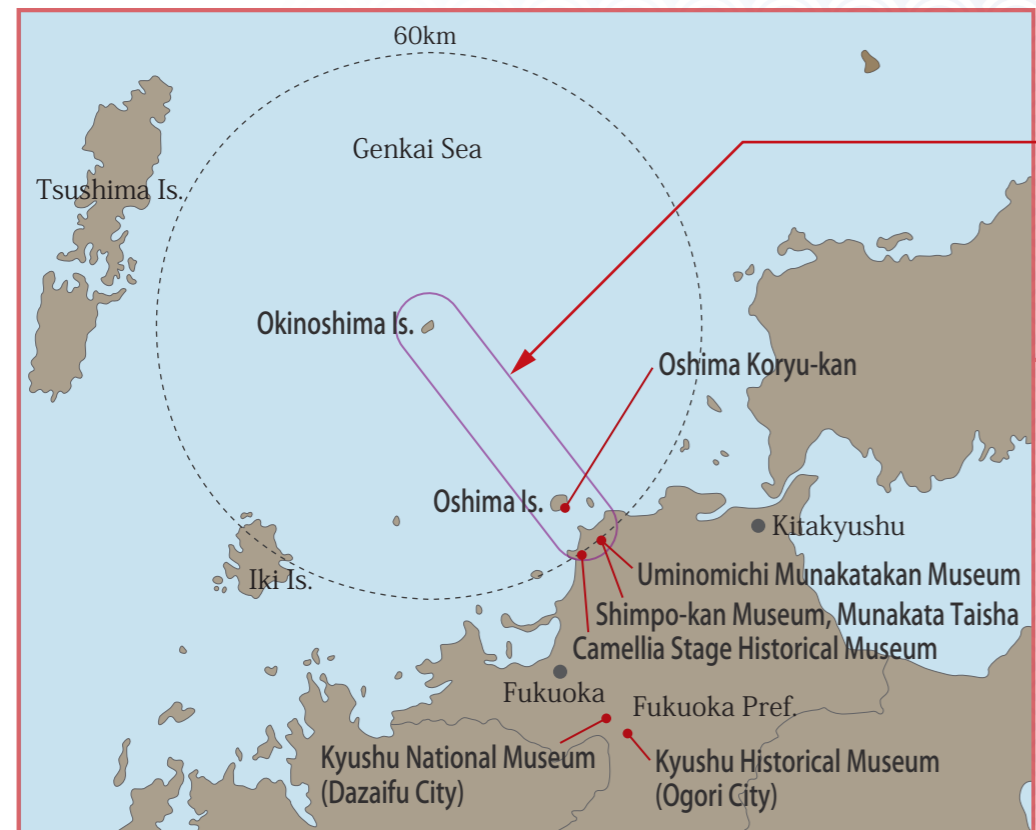 60km
Genkai Sea
Tsushima Is.
Okinoshima Is.
Oshima Koryu-kan
Oshima Is.
Kitakyushu
Iki Is.
Uminomichi Munakatakan Museum
Shimpo-kan Museum, Munakata Taisha
Camellia Stage Historical Museum
Fukuoka
Fukuoka Pref.
Kyushu National Museum
(Dazaifu City)
Kyushu Historical Museum
(Ogori City)